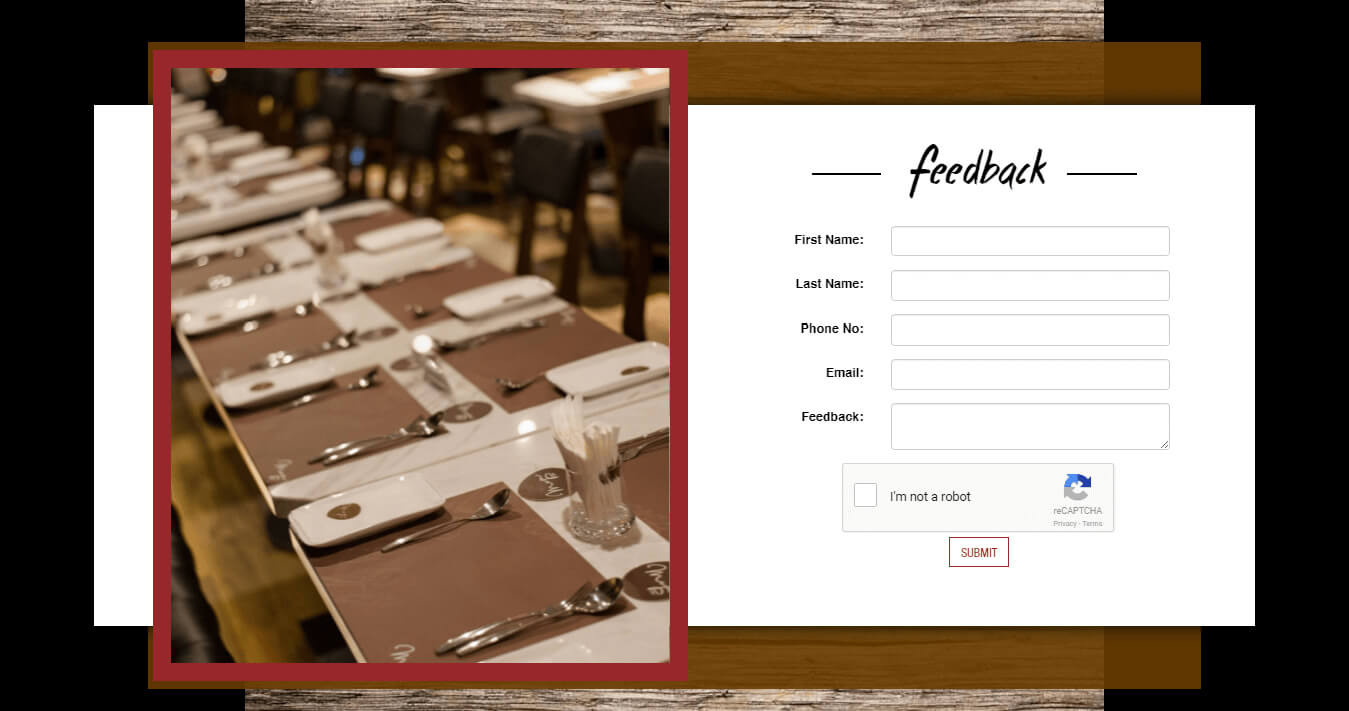 feedback
First Name:
Last Name:
Phone No:
Email:
Feedback:
I'm not a robot
reCAPTCHA
Privacy - Terms
SUBMIT